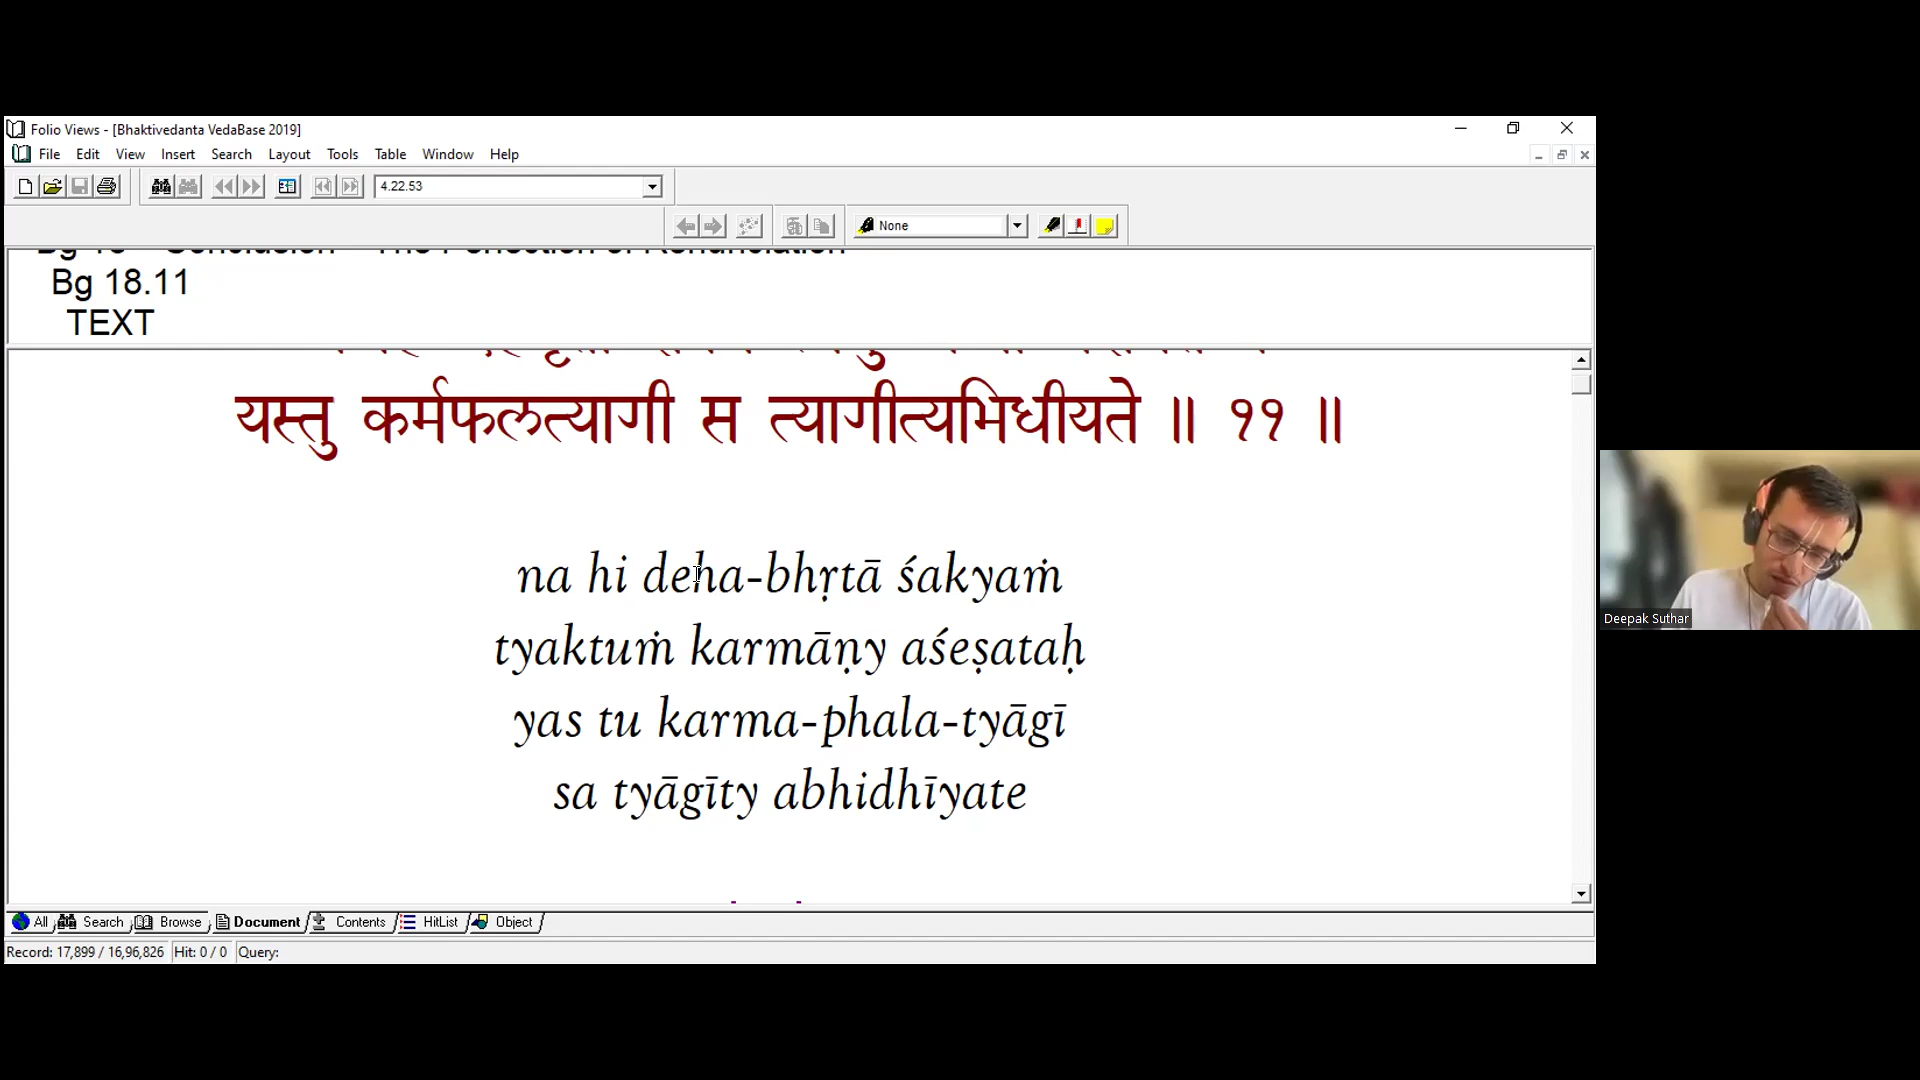 Folio Views - [Bhaktivedanta VedaBase 2019]
File Edit View Insert Search Layout Tools Table Window Help
4.22.53
None
Bg 18.11
TEXT
यस्तु कर्मफलत्यागी स त्यागीत्यभिधीयते ॥ ११ ॥
na hi deha-bhṛtā śakyaṁ
tyaktuṁ karmāṇy aśeṣataḥ
yas tu karma-phala-tyāgī
sa tyāgīty abhidhīyate
Deepak Suthar
All Search Browse Document Contents HitList Object
Record: 17,899 / 16,96,826 Hit: 0 / 0 Query: